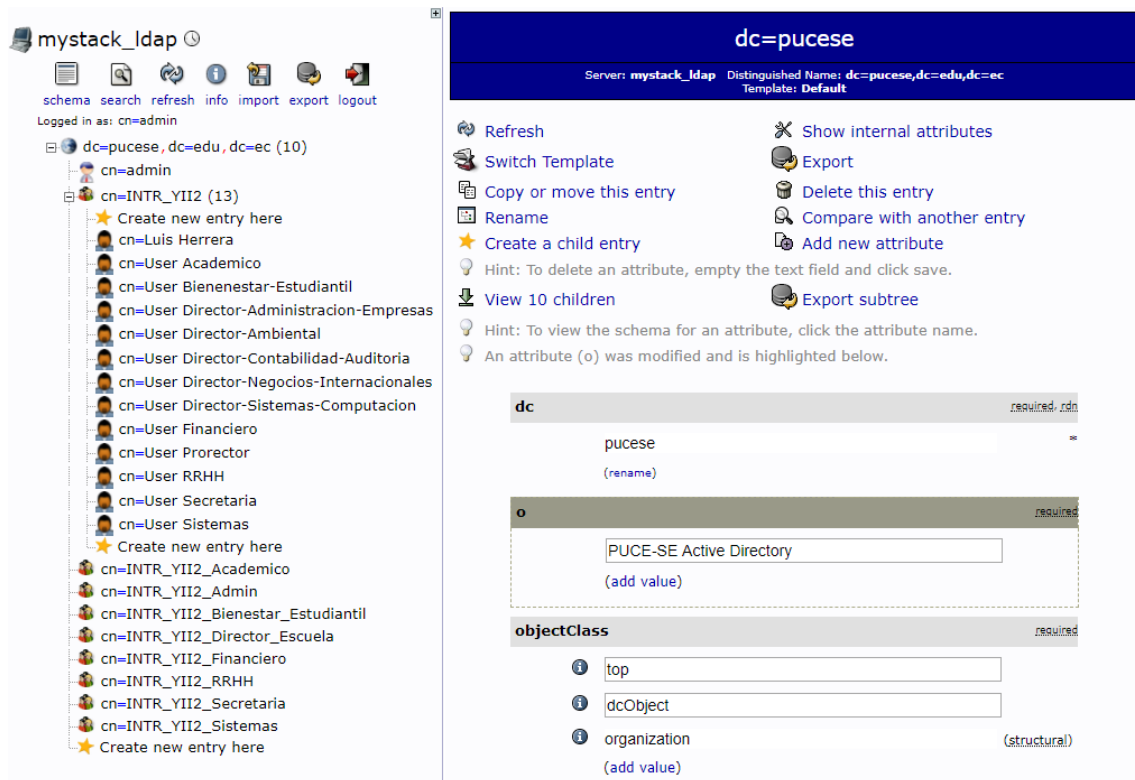 mystack_ldap
schema search refresh info import export logout
Logged in as: cn=admin
dc=pucese, dc=edu, dc=ec (10)
cn=admin
cn=INTR_YII2 (13)
Create new entry here
cn=Luis Herrera
cn=User Academico
cn=User Bienenestar-Estudiantil
cn=User Director-Administracion-Empresas
cn=User Director-Ambiental
cn=User Director-Contabilidad-Auditoria
cn=User Director-Negocios-Internacionales
cn=User Director-Sistemas-Computacion
cn=User Financiero
cn=User Prorector
cn=User RRHH
cn=User Secretaria
cn=User Sistemas
Create new entry here
cn=INTR_YII2_Academico
cn=INTR_YII2_Admin
cn=INTR_YII2_Bienestar_Estudiantil
cn=INTR_YII2_Director_Escuela
cn=INTR_YII2_Financiero
cn=INTR_YII2_RRHH
cn=INTR_YII2_Secretaria
cn=INTR_YII2_Sistemas
Create new entry here
dc=pucese
Server: mystack_ldap Distinguished Name: dc=pucese,dc=edu,dc=ec
Template: Default
Refresh Show internal attributes
Switch Template Export
Copy or move this entry Delete this entry
Rename Compare with another entry
Create a child entry Add new attribute
Hint: To delete an attribute, empty the text field and click save.
View 10 children Export subtree
Hint: To view the schema for an attribute, click the attribute name.
An attribute (o) was modified and is highlighted below.
dc required, rdn
pucese *
(rename)
o required
PUCE-SE Active Directory
(add value)
objectClass required
top
dcObject
organization (structural)
(add value)